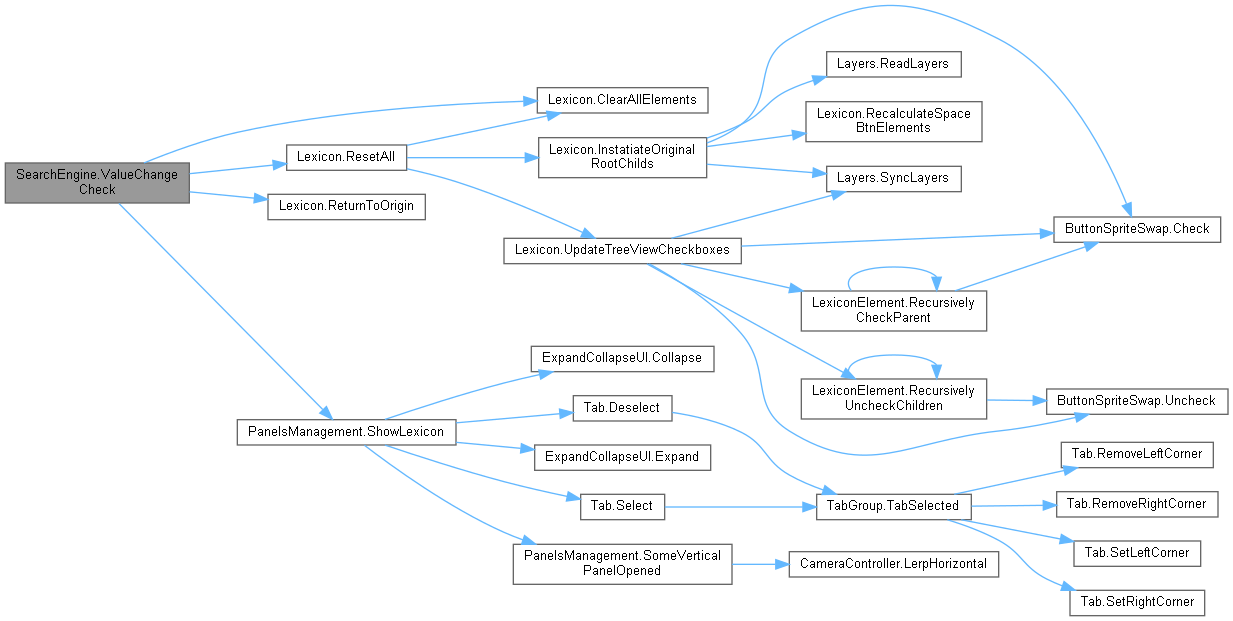 SearchEngine.ValueChange
Check
Lexicon.ClearAllElements
Lexicon.ResetAll
Lexicon.ReturnToOrigin
Lexicon.InstatiateOriginal
RootChilds
Lexicon.UpdateTreeViewCheckboxes
Layers.ReadLayers
Lexicon.RecalculateSpace
BtnElements
Layers.SyncLayers
ButtonSpriteSwap.Check
LexiconElement.Recursively
CheckParent
LexiconElement.Recursively
UncheckChildren
ButtonSpriteSwap.Uncheck
PanelsManagement.ShowLexicon
ExpandCollapseUI.Collapse
Tab.Deselect
ExpandCollapseUI.Expand
Tab.Select
PanelsManagement.SomeVertical
PanelOpened
TabGroup.TabSelected
CameraController.LerpHorizontal
Tab.RemoveLeftCorner
Tab.RemoveRightCorner
Tab.SetLeftCorner
Tab.SetRightCorner